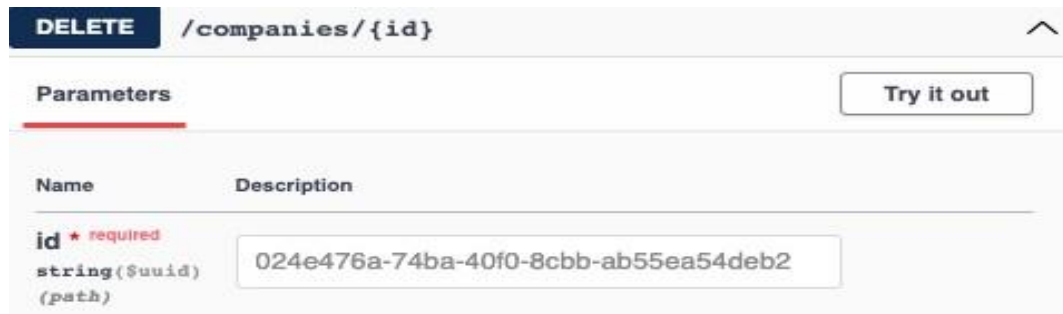 DELETE /companies/{id}
Parameters Try it out
Name Description
id * required
string($uuid) 024e476a-74ba-40f0-8cbb-ab55ea54deb2
(path)